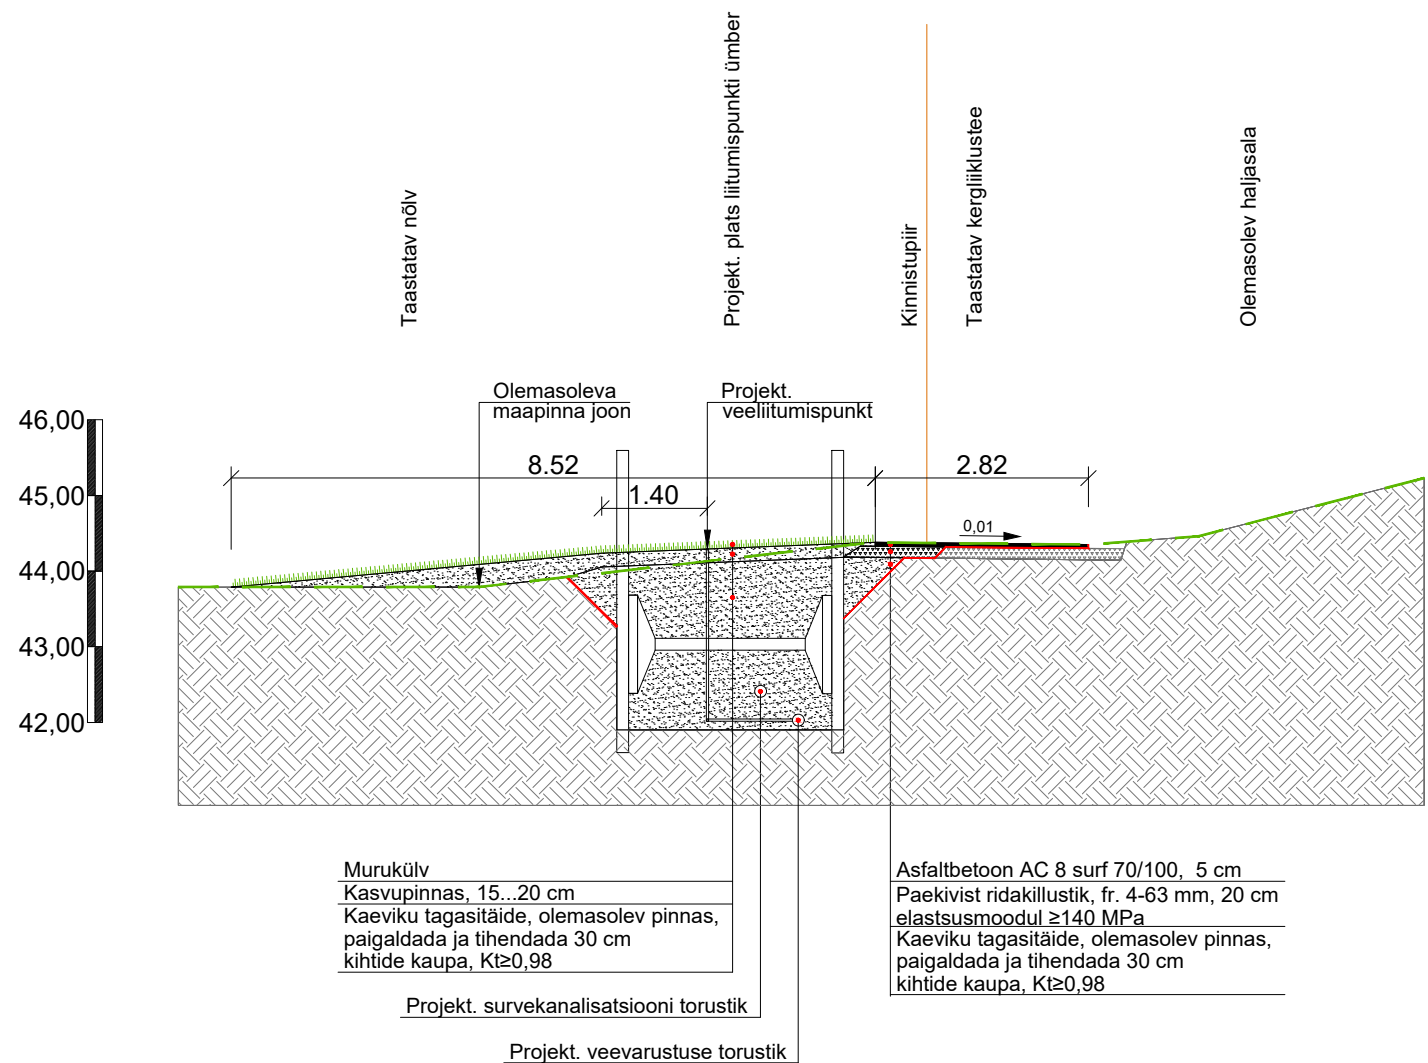 Taastatav nõlv
Projekt. plats liitumispunkti ümber
Kinnistupiir
Taastatav kergliiklustee
Olemasolev haljasala
Olemasoleva
maapinna joon
Projekt.
veeliitumispunkt
46,00
45,00
44,00
43,00
42,00
8.52
2.82
1.40
0,01
Murukülv
Kasvupinnas, 15...20 cm
Kaeviku tagasitäide, olemasolev pinnas,
paigaldada ja tihendada 30 cm
kihtide kaupa, Kt≥0,98
Projekt. survekanalisatsiooni torustik
Projekt. veevarustuse torustik
Asfaltbetoon AC 8 surf 70/100, 5 cm
Paekivist ridakillustik, fr. 4-63 mm, 20 cm
elastsusmoodul ≥140 MPa
Kaeviku tagasitäide, olemasolev pinnas,
paigaldada ja tihendada 30 cm
kihtide kaupa, Kt≥0,98